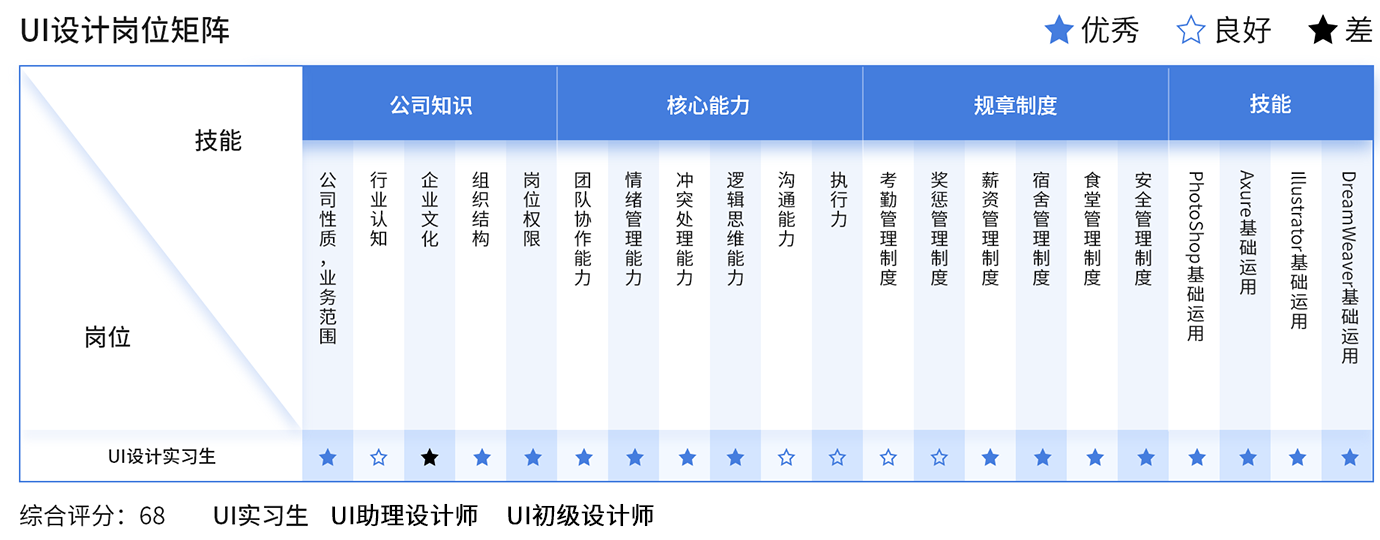 UI设计岗位矩阵
优秀
良好
差
技能
岗位
公司知识
核心能力
规章制度
技能
公司性质,业务范围
行业认知
企业文化
组织结构
岗位权限
团队协作能力
情绪管理能力
冲突处理能力
逻辑思维能力
沟通能力
执行力
考勤管理制度
奖惩管理制度
薪资管理制度
宿舍管理制度
食堂管理制度
安全管理制度
PhotoShop基础运用
Axure基础运用
Illustrator基础运用
DreamWeaver基础运用
UI设计实习生
综合评分：68 UI实习生 UI助理设计师 UI初级设计师